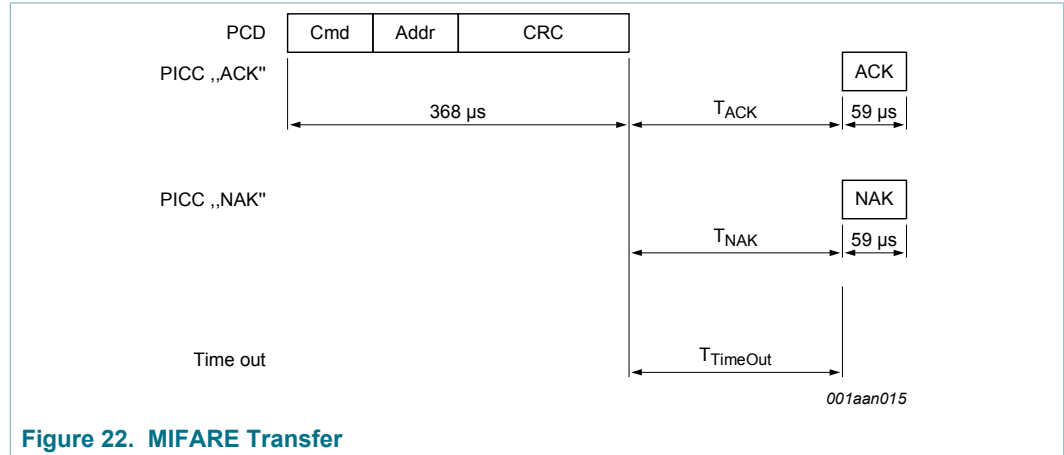 PCD Cmd Addr CRC
PICC ,,ACK" ACK
368 µs TACK 59 µs
PICC ,,NAK" NAK
TNAK 59 µs
Time out TTimeOut
001aan015
Figure 22. MIFARE Transfer